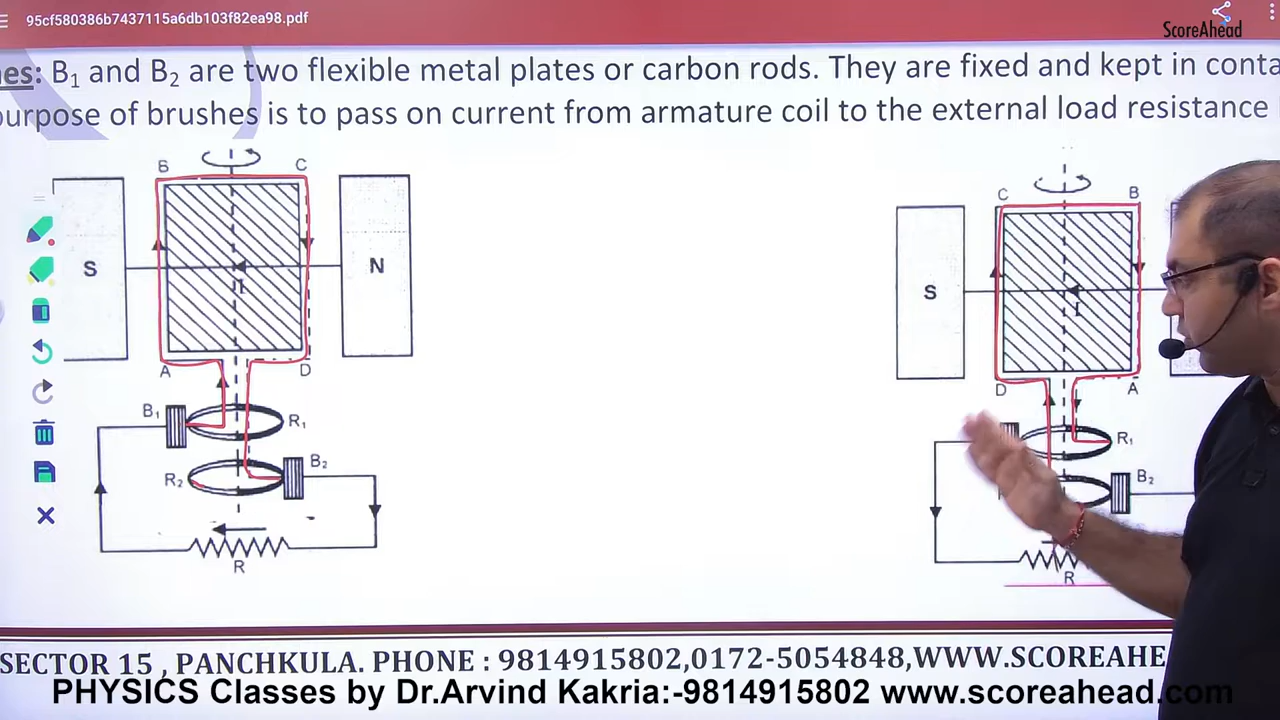 95cf580386b7437115a6db103f82ea98.pdf
ScoreAhead
nes: B₁ and B₂ are two flexible metal plates or carbon rods. They are fixed and kept in conta
ourpose of brushes is to pass on current from armature coil to the external load resistance
B C
S N
A D
B₁ R₁
R₂ B₂
R
C B
S
D A
R₁
B₂
R
SECTOR 15 , PANCHKULA. PHONE : 9814915802,0172-5054848,WWW.SCOREAHE
PHYSICS Classes by Dr.Arvind Kakria:-9814915802 www.scoreahead.com